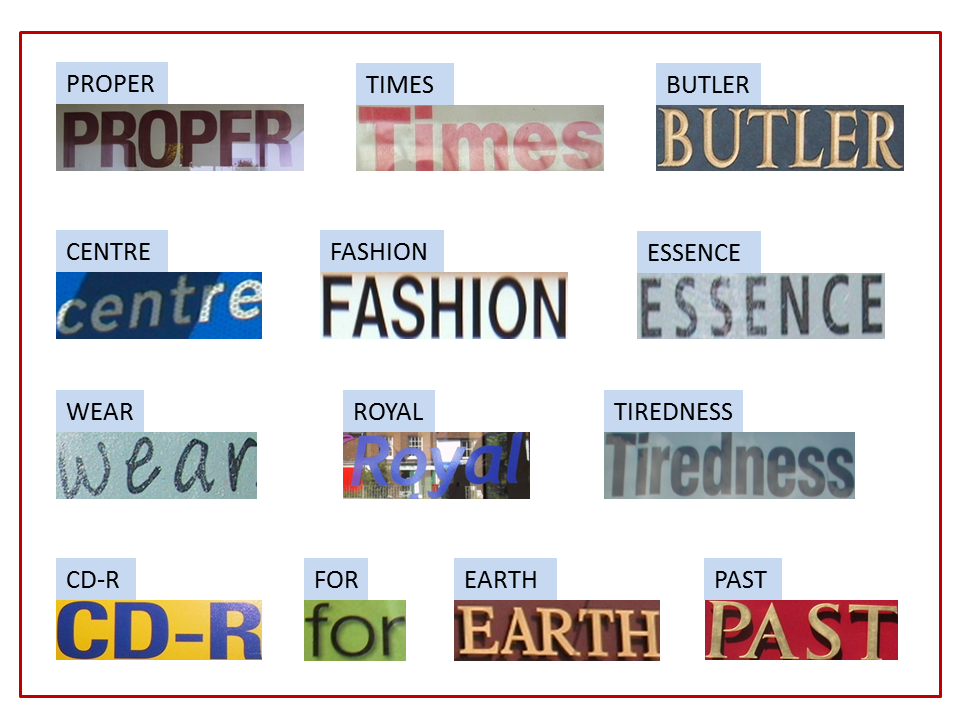 PROPER TIMES BUTLER
PROPER Times BUTLER
CENTRE FASHION ESSENCE
centre FASHION ESSENCE
WEAR ROYAL TIREDNESS
wear Royal Tiredness
CD-R FOR EARTH PAST
CD-R for EARTH PAST